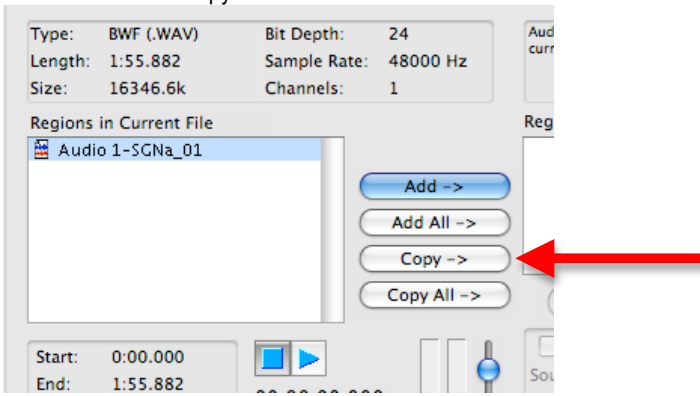 Type: BWF (.WAV) Bit Depth: 24
Length: 1:55.882 Sample Rate: 48000 Hz
Size: 16346.6k Channels: 1
Regions in Current File
Audio 1-SGNa_01
Add ->
Add All ->
Copy ->
Copy All ->
Start: 0:00.000
End: 1:55.882